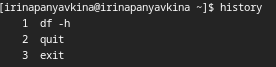 [irinapanyavkina@irinapanyavkina ~]$ history
1 df -h
2 quit
3 exit